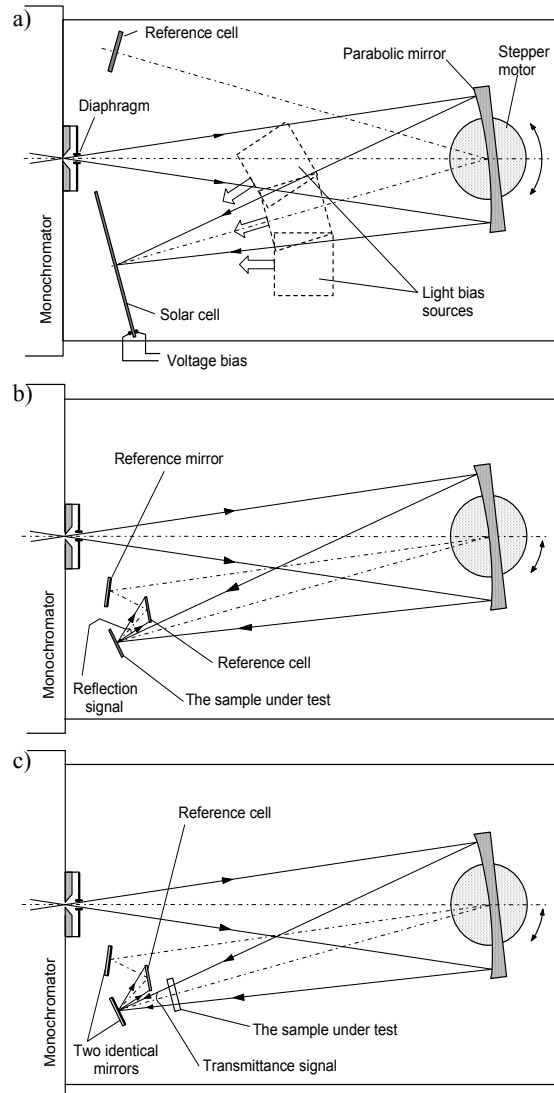 a)
Reference cell
Parabolic mirror
Stepper
motor
Diaphragm
Monochromator
Solar cell
Light bias
sources
Voltage bias
b)
Reference mirror
Monochromator
Reference cell
Reflection
signal
The sample under test
c)
Reference cell
Monochromator
The sample under test
Two identical
mirrors
Transmittance signal